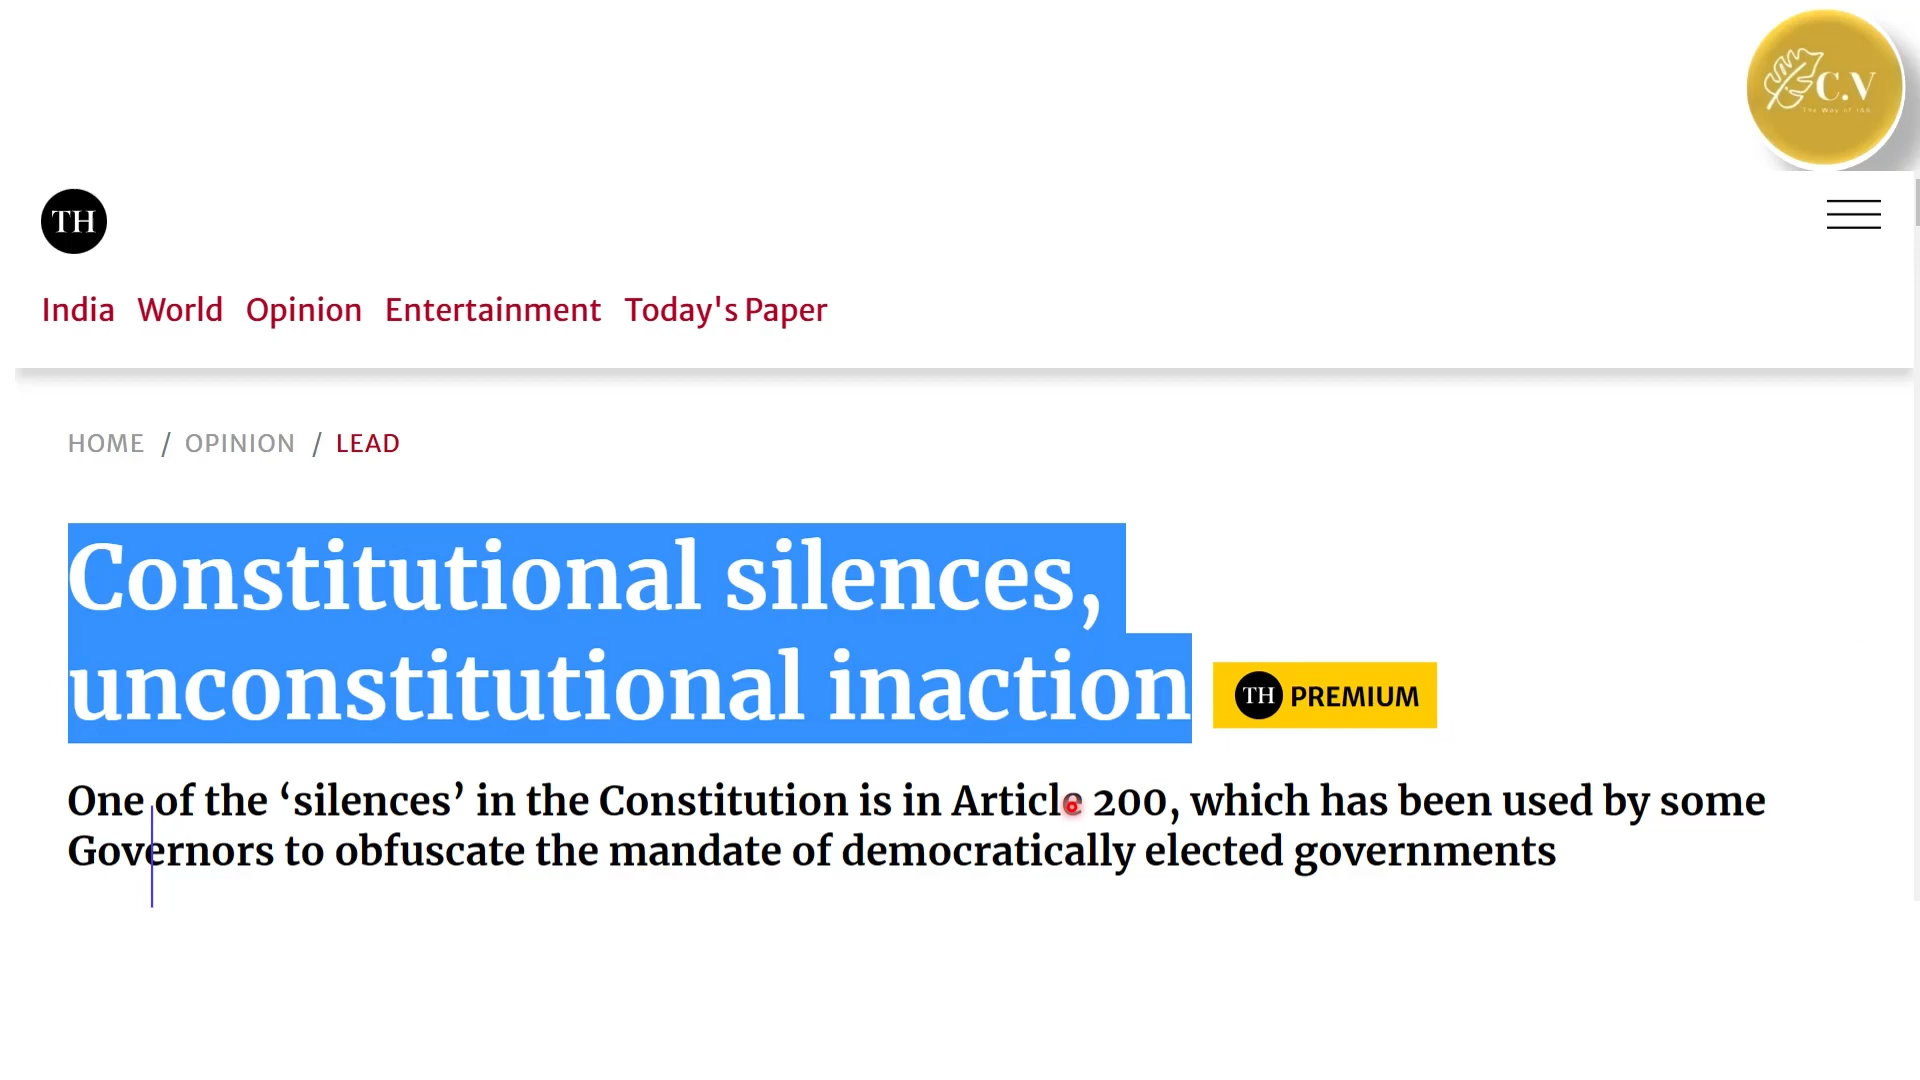 C.V
TH
India World Opinion Entertainment Today's Paper
HOME / OPINION / LEAD
Constitutional silences,
unconstitutional inaction
TH PREMIUM
One of the ‘silences’ in the Constitution is in Article 200, which has been used by some
Governors to obfuscate the mandate of democratically elected governments